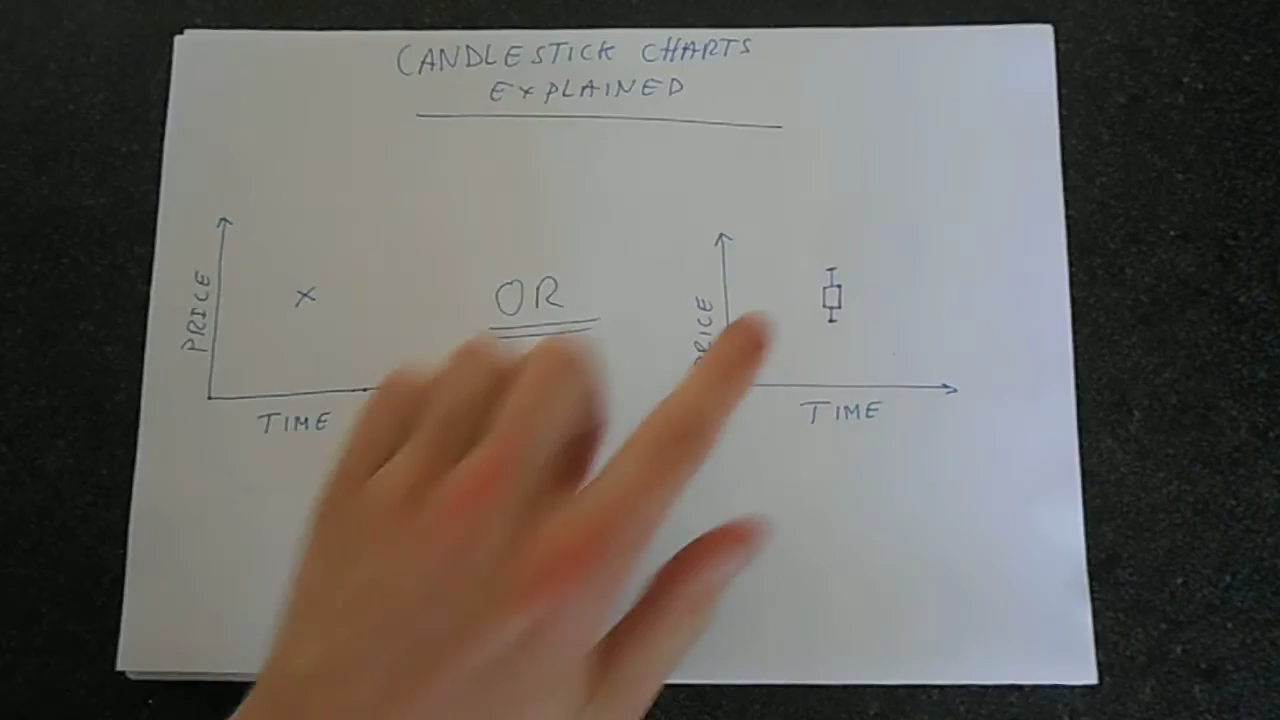 CANDLESTICK CHARTS
EXPLAINED
PRICE
X
TIME
OR
TIME